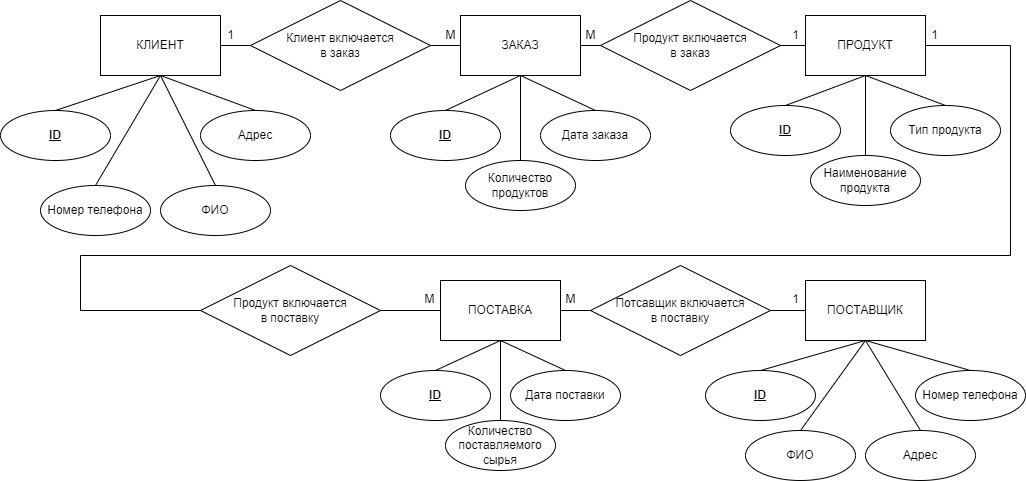 КЛИЕНТ
1
Клиент включается
в заказ
М
ЗАКАЗ
М
Продукт включается
в заказ
1
ПРОДУКТ
1
ID
Адрес
Номер телефона
ФИО
ID
Дата заказа
Количество
продуктов
ID
Тип продукта
Наименование
продукта
Продукт включается
в поставку
М
ПОСТАВКА
М
Потсавщик включается
в поставку
1
ПОСТАВЩИК
ID
Дата поставки
Количество
поставляемого
сырья
ID
Номер телефона
ФИО
Адрес